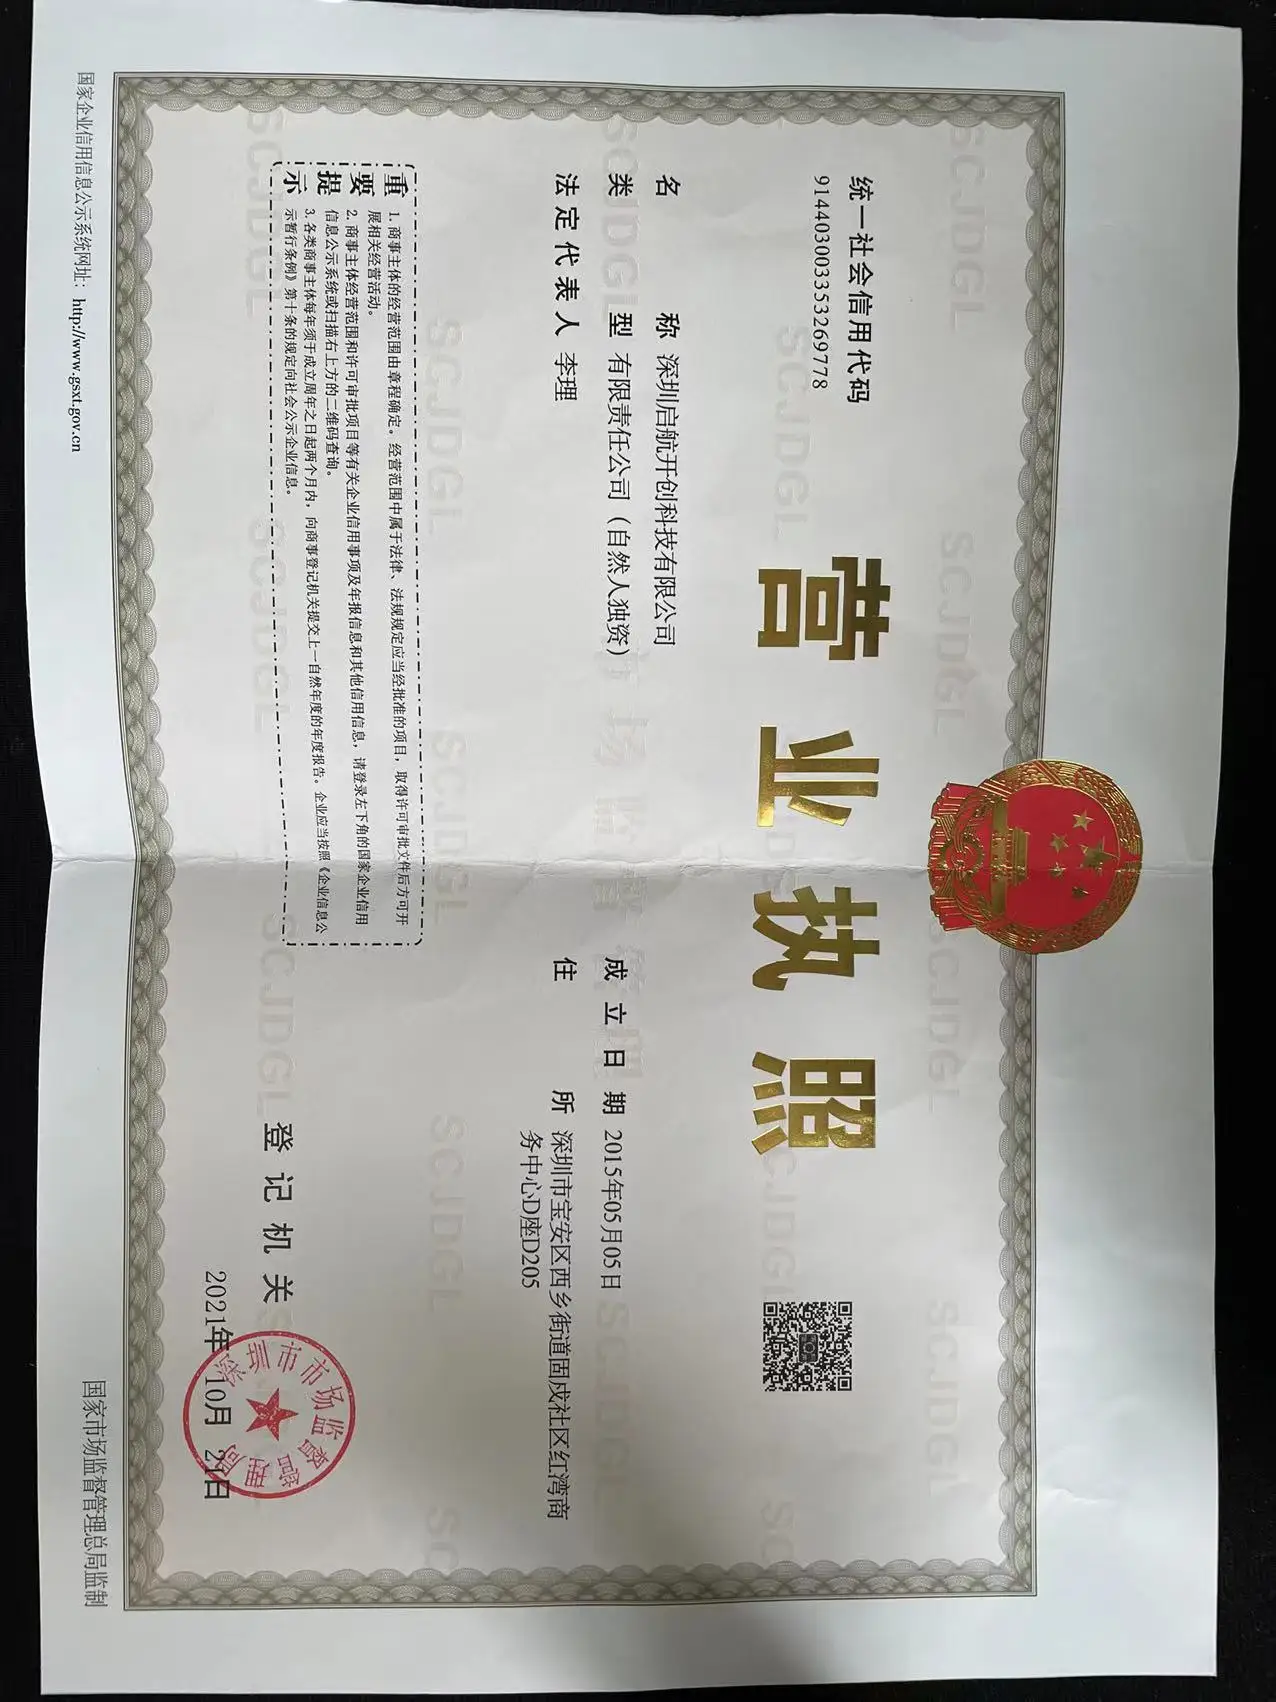 统一社会信用代码
914403003353269778
营业执照
名称 深圳启航开创科技有限公司
类型 有限责任公司（自然人独资）
法定代表人 李理
成立日期 2015年05月05日
住所 深圳市宝安区西乡街道固戍社区红湾商
务中心D座D205
重要提示
1. 商事主体的经营范围由章程确定。经营范围中属于法律、法规规定应当经批准的项目，取得许可审批文件后方可开
展相关经营活动。
2. 商事主体经营范围和许可审批项目等有关企业信用事项及年报信息和其他信用信息，请登录左下角的国家企业信用
信息公示系统或扫描右上方的二维码查询。
3. 各类商事主体每年须于成立周年之日起两个月内，向商事登记机关提交上一自然年度的年度报告。企业应当按照《企业信息公
示暂行条例》第十条的规定向社会公示企业信息。
登记机关
深圳市市场监督管理局
2021年10月21日
国家企业信用信息公示系统网址：http://www.gsxt.gov.cn
国家市场监督管理总局监制
SCJDGL